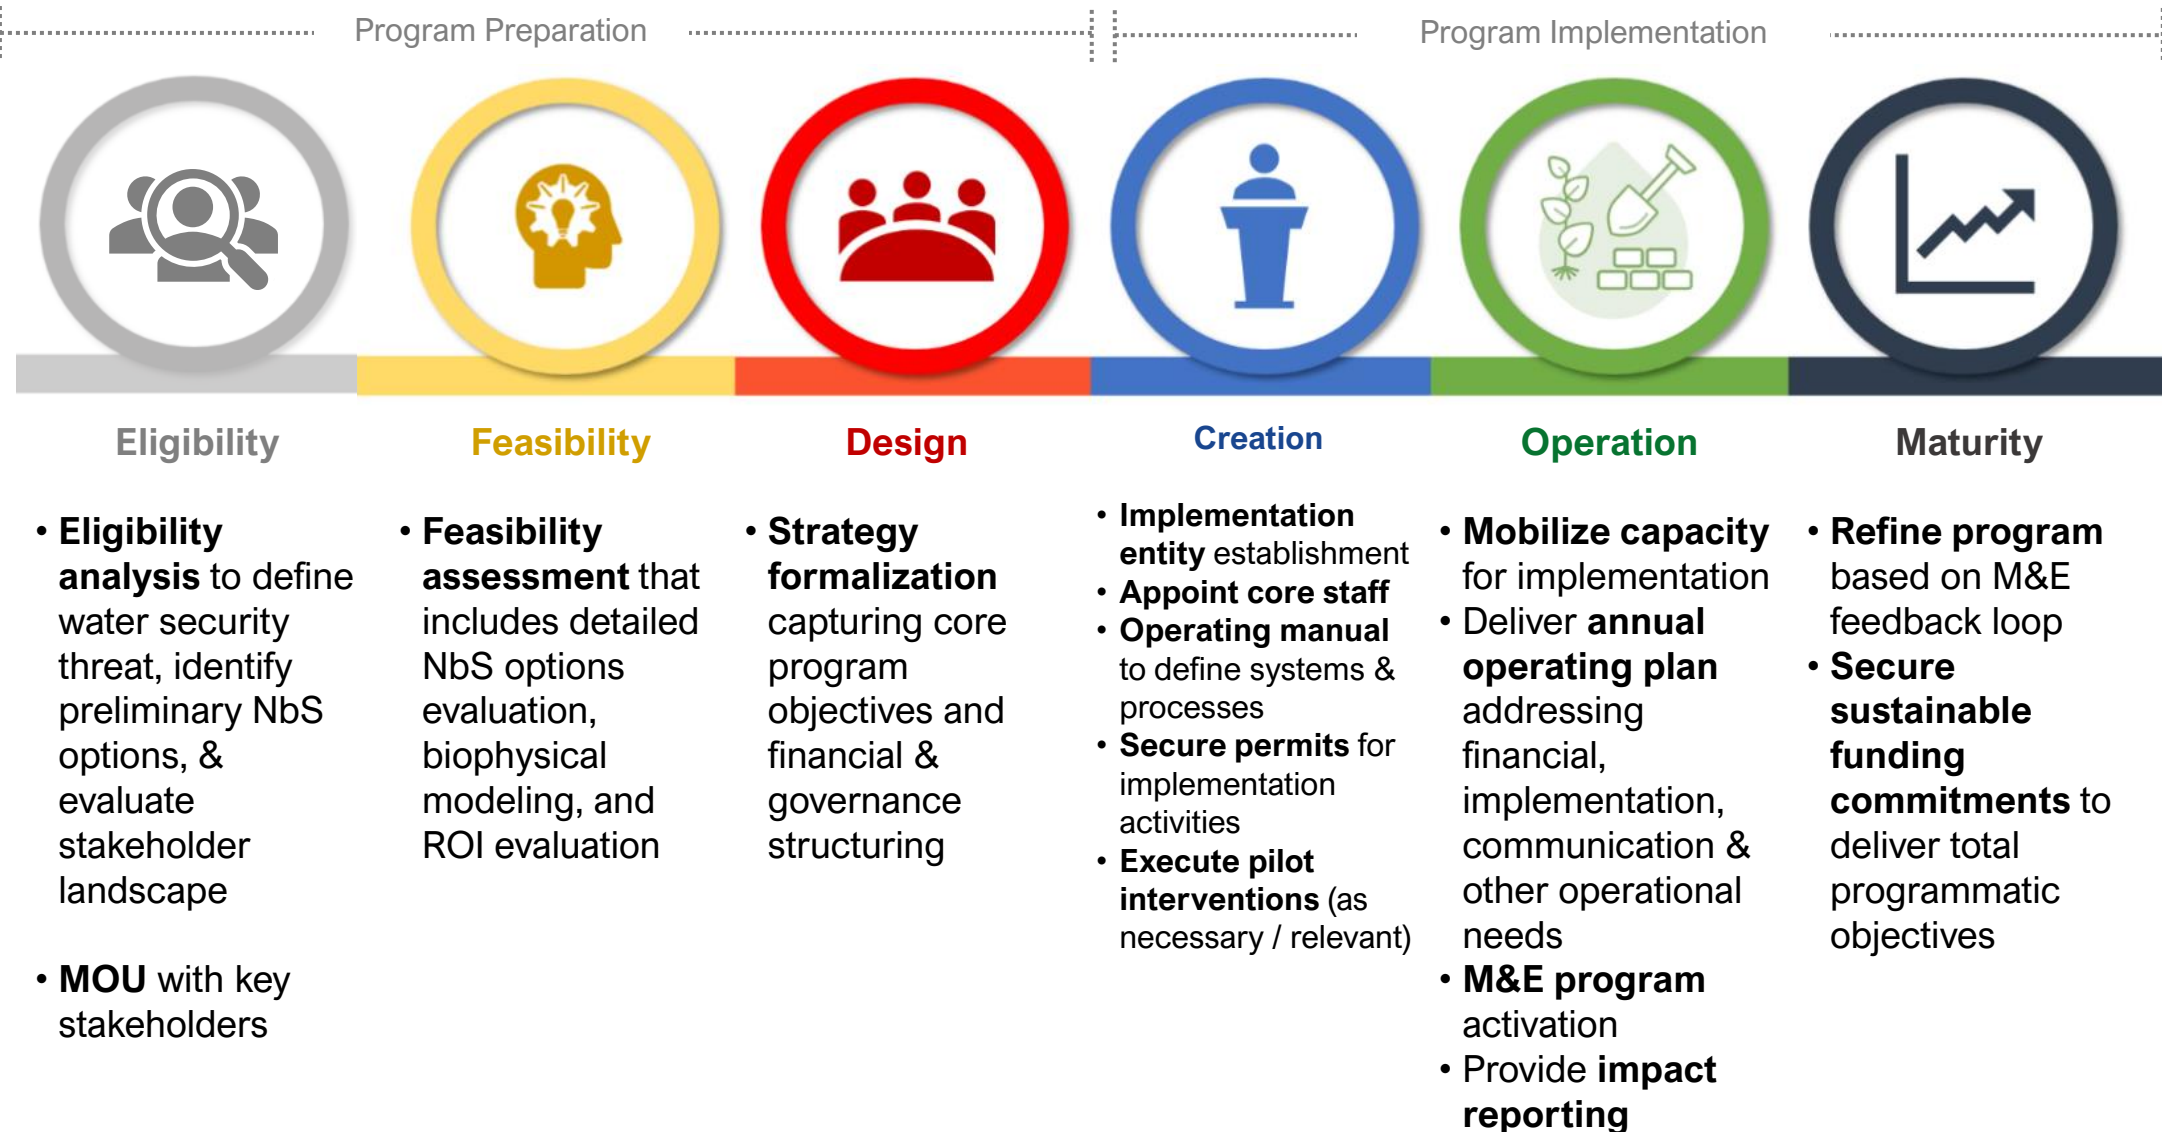 Program Preparation
Program Implementation
Eligibility
• Eligibility
analysis to define
water security
threat, identify
preliminary NbS
options, &
evaluate
stakeholder
landscape
• MOU with key
stakeholders
Feasibility
• Feasibility
assessment that
includes detailed
NbS options
evaluation,
biophysical
modeling, and
ROI evaluation
Design
• Strategy
formalization
capturing core
program
objectives and
financial &
governance
structuring
Creation
• Implementation
entity establishment
• Appoint core staff
• Operating manual
to define systems &
processes
• Secure permits for
implementation
activities
• Execute pilot
interventions (as
necessary / relevant)
Operation
• Mobilize capacity
for implementation
• Deliver annual
operating plan
addressing
financial,
implementation,
communication &
other operational
needs
• M&E program
activation
• Provide impact
reporting
Maturity
• Refine program
based on M&E
feedback loop
• Secure
sustainable
funding
commitments to
deliver total
programmatic
objectives